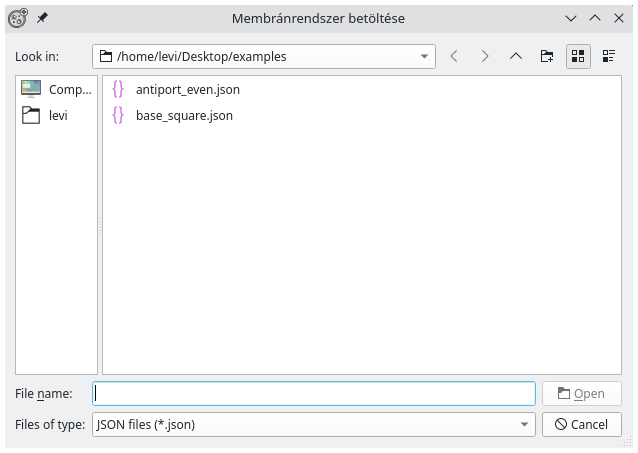 Membránrendszer betöltése
Look in: /home/levi/Desktop/examples
Comp...
levi
antiport_even.json
base_square.json
File name: Open
Files of type: JSON files (*.json) Cancel